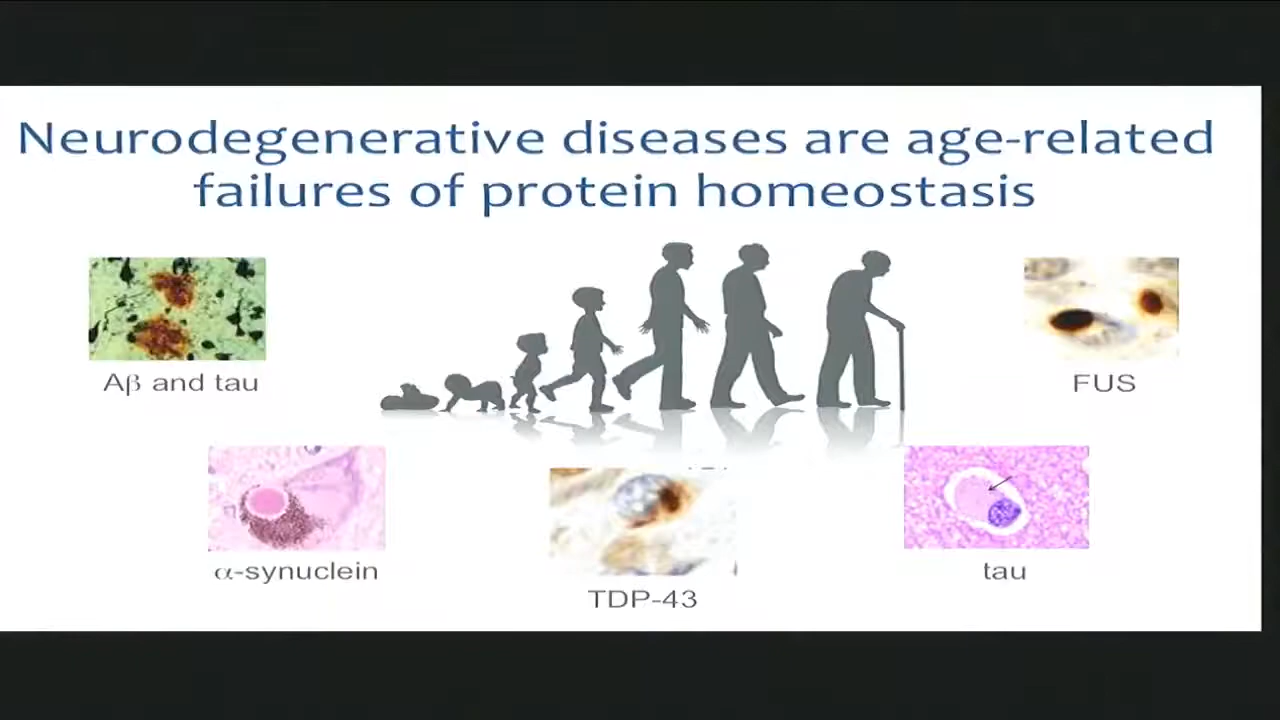 Neurodegenerative diseases are age-related
failures of protein homeostasis
Aβ and tau
FUS
α-synuclein
TDP-43
tau